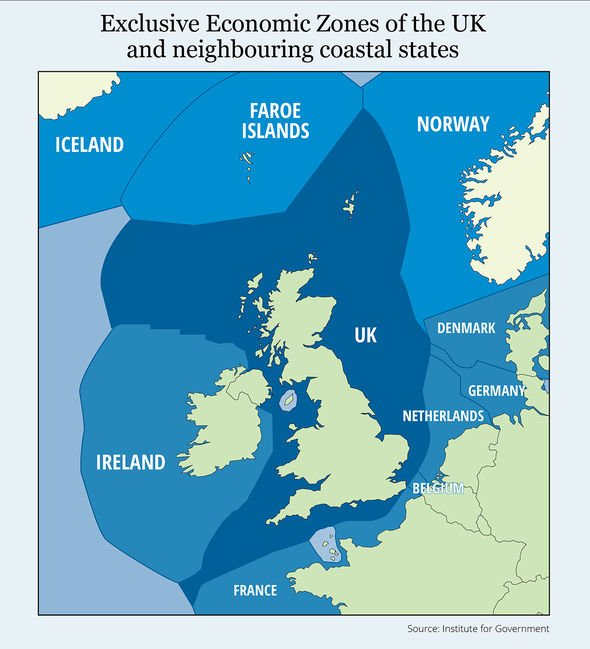 Exclusive Economic Zones of the UK
and neighbouring coastal states
ICELAND
FAROE
ISLANDS
NORWAY
UK
DENMARK
GERMANY
NETHERLANDS
IRELAND
BELGIUM
FRANCE
Source: Institute for Government